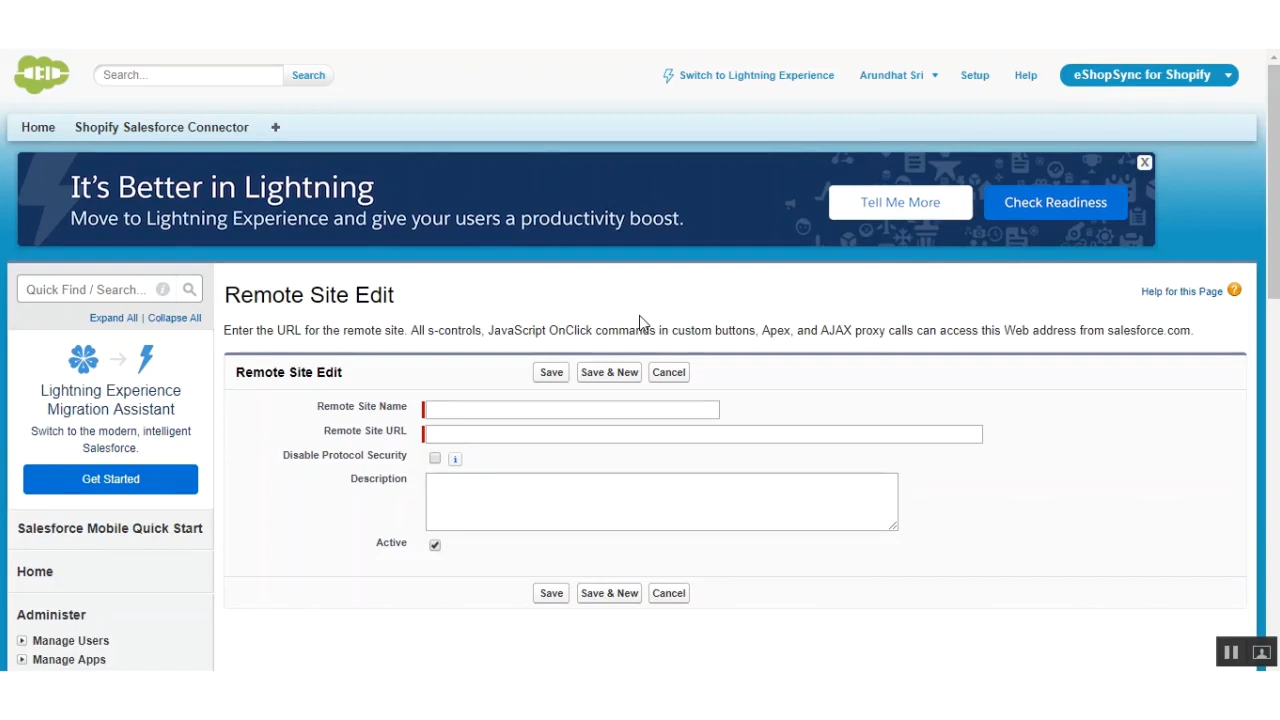 Search...
Search
Switch to Lightning Experience
Arundhat Sri
Setup
Help
eShopSync for Shopify
Home
Shopify Salesforce Connector
It's Better in Lightning
Move to Lightning Experience and give your users a productivity boost.
Tell Me More
Check Readiness
X
Quick Find / Search...
Expand All | Collapse All
Lightning Experience
Migration Assistant
Switch to the modern, intelligent
Salesforce.
Get Started
Salesforce Mobile Quick Start
Home
Administer
Manage Users
Manage Apps
Remote Site Edit
Help for this Page ?
Enter the URL for the remote site. All s-controls, JavaScript OnClick commands in custom buttons, Apex, and AJAX proxy calls can access this Web address from salesforce.com.
Remote Site Edit
Save
Save & New
Cancel
Remote Site Name
Remote Site URL
Disable Protocol Security
i
Description
Active
Save
Save & New
Cancel